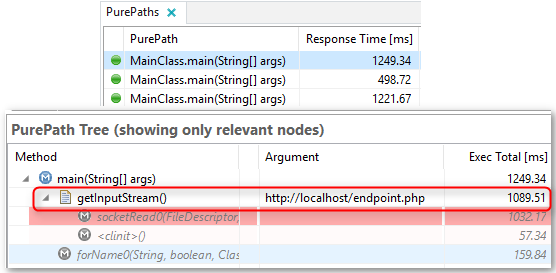 PurePaths
PurePath Response Time [ms]
MainClass.main(String[] args) 1249.34
MainClass.main(String[] args) 498.72
MainClass.main(String[] args) 1221.67
PurePath Tree (showing only relevant nodes)
Method Argument Exec Total [ms]
main(String[] args) 1249.34
getInputStream() http://localhost/endpoint.php 1089.51
socketRead0(FileDescriptor, 1032.17
<clinit>() 57.34
forName0(String, boolean, Clas 159.84